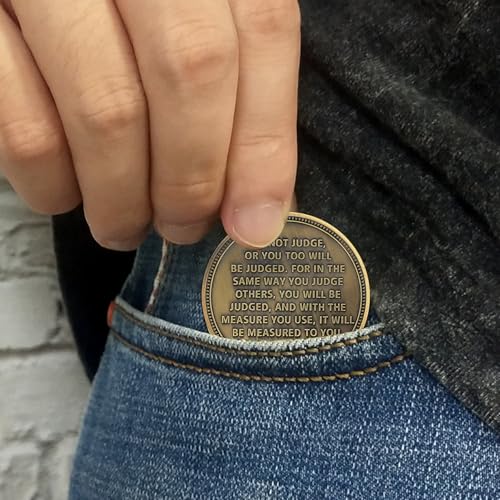 NOT JUDGE,
OR YOU TOO WILL
BE JUDGED. FOR IN THE
SAME WAY YOU JUDGE
OTHERS, YOU WILL BE
JUDGED, AND WITH THE
MEASURE YOU USE, IT WILL
BE MEASURED TO YOU.